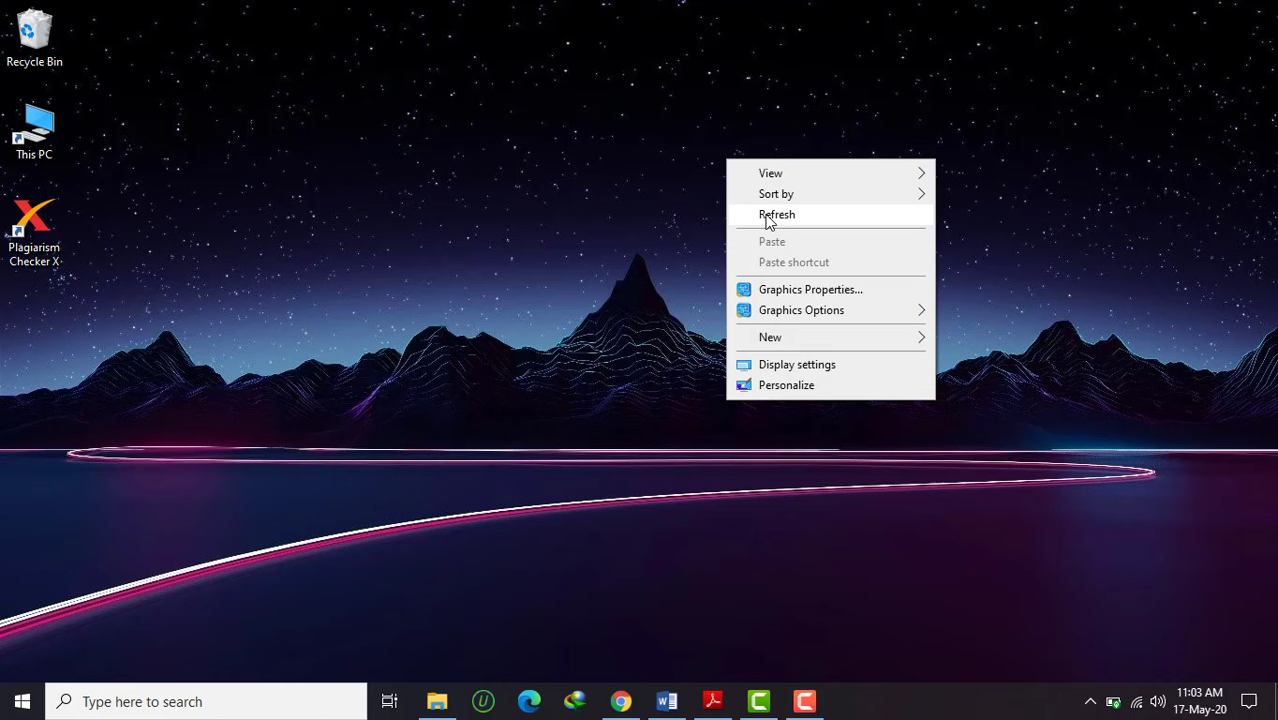 Recycle Bin
This PC
Plagiarism
Checker X
View
Sort by
Refresh
Paste
Paste shortcut
Graphics Properties...
Graphics Options
New
Display settings
Personalize
Type here to search
11:03 AM
17-May-20